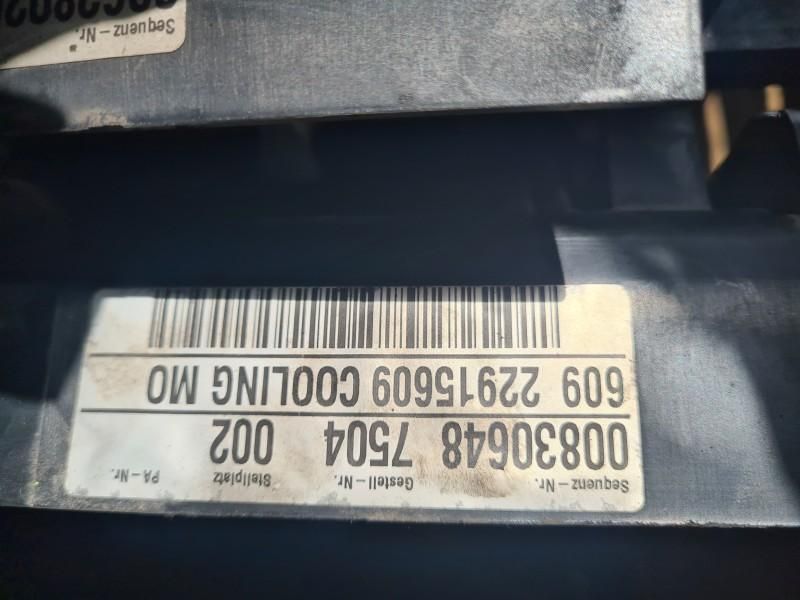 Sequenz-Nr. Gestell-Nr. Stellplatz PA-Nr.
00830648 7504 002
609 22915609 COOLING MO
Sequenz-Nr.